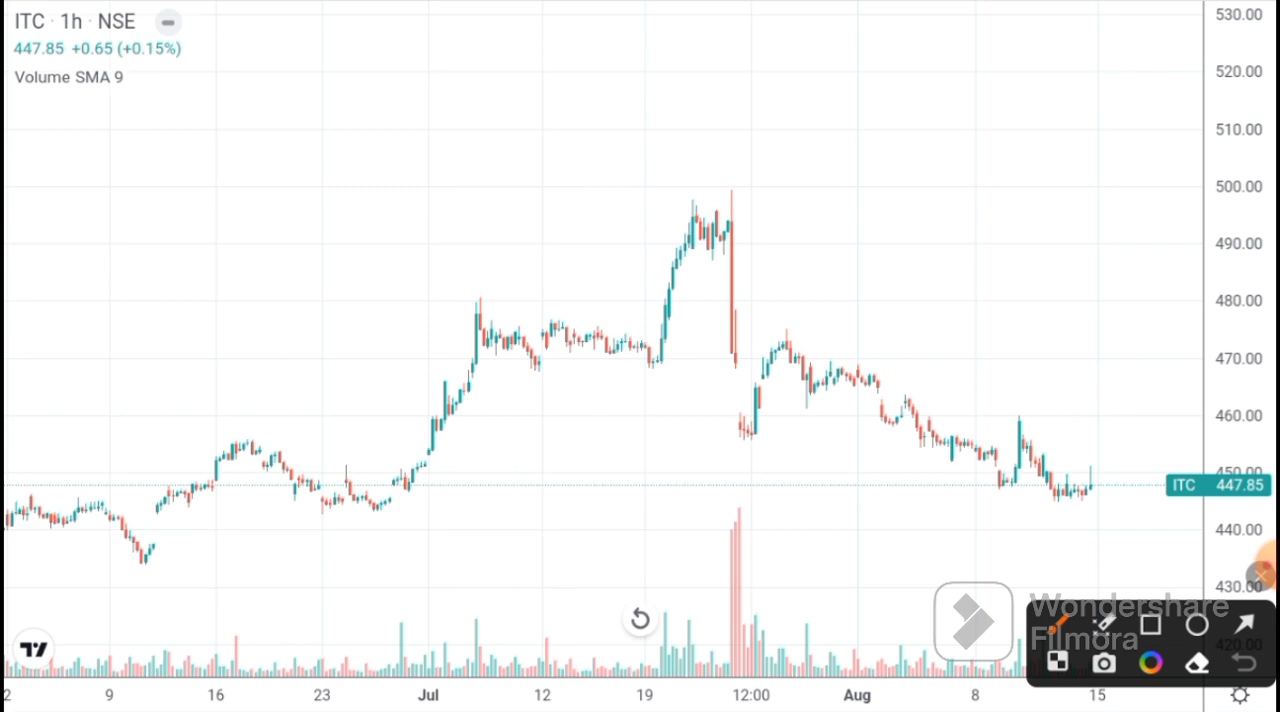 ITC · 1h · NSE
447.85 +0.65 (+0.15%)
Volume SMA 9
530.00
520.00
510.00
500.00
490.00
480.00
470.00
460.00
450.00
ITC 447.85
440.00
430.00
420.00
Wondershare
Filmora
2 9 16 23 Jul 12 19 12:00 Aug 8 15